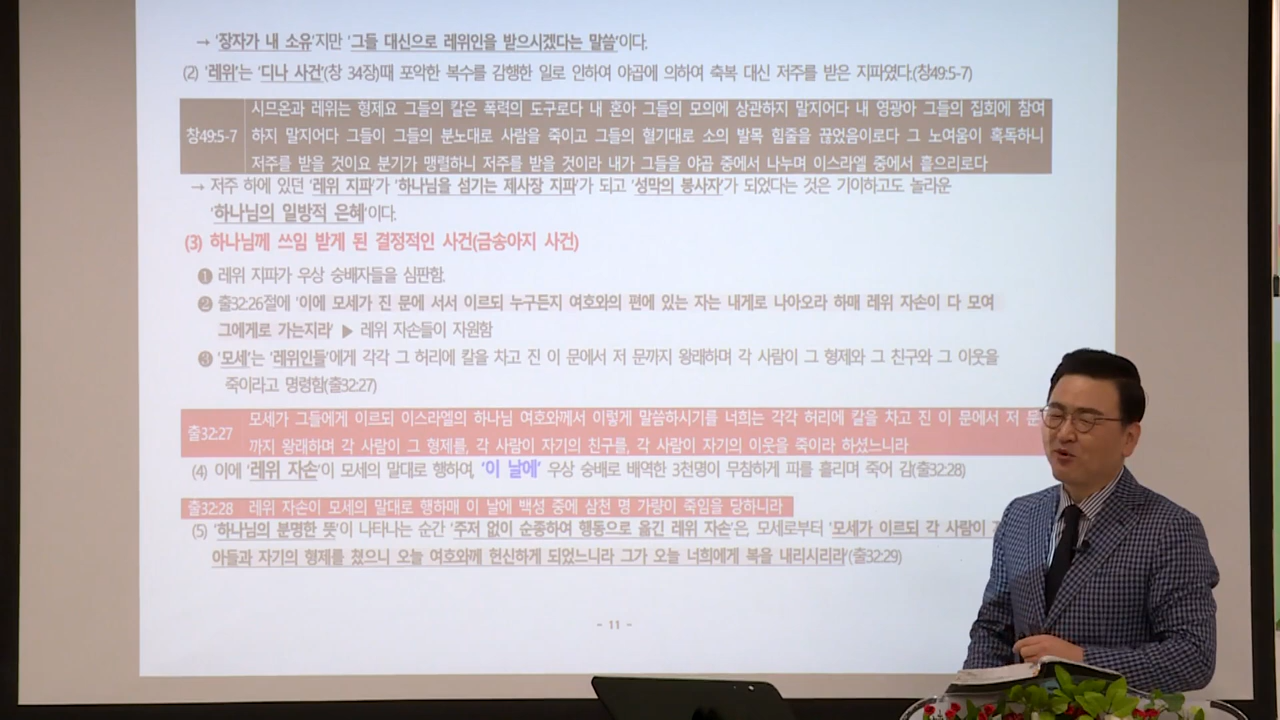 → '장자가 내 소유'지만 '그들 대신으로 레위인을 받으시겠다는 말씀'이다.
(2) '레위'는 '디나 사건'(창 34장)때 포악한 복수를 감행한 일로 인하여 야곱에 의하여 축복 대신 저주를 받은 지파였다.(창49:5-7)
시므온과 레위는 형제요 그들의 칼은 폭력의 도구로다 내 혼아 그들의 모의에 상관하지 말지어다 내 영광아 그들의 집회에 참여
창49:5-7 하지 말지어다 그들이 그들의 분노대로 사람을 죽이고 그들의 혈기대로 소의 발목 힘줄을 끊었음이로다 그 노여움이 혹독하니
저주를 받을 것이요 분기가 맹렬하니 저주를 받을 것이라 내가 그들을 야곱 중에서 나누며 이스라엘 중에서 흩으리로다
→ 저주 하에 있던 '레위 지파'가 '하나님을 섬기는 제사장 지파'가 되고 '성막의 봉사자'가 되었다는 것은 기이하고도 놀라운
'하나님의 일방적 은혜'이다.
(3) 하나님께 쓰임 받게 된 결정적인 사건(금송아지 사건)
❶ 레위 지파가 우상 숭배자들을 심판함.
❷ 출32:26절에 '이에 모세가 진 문에 서서 이르되 누구든지 여호와의 편에 있는 자는 내게로 나아오라 하매 레위 자손이 다 모여
그에게로 가는지라' ▶ 레위 자손들이 자원함
❸ '모세'는 '레위인들'에게 각각 그 허리에 칼을 차고 진 이 문에서 저 문까지 왕래하며 각 사람이 그 형제와 그 친구와 그 이웃을
죽이라고 명령함(출32:27)
출32:27 모세가 그들에게 이르되 이스라엘의 하나님 여호와께서 이렇게 말씀하시기를 너희는 각각 허리에 칼을 차고 진 이 문에서 저 문
까지 왕래하며 각 사람이 그 형제를, 각 사람이 자기의 친구를, 각 사람이 자기의 이웃을 죽이라 하셨느니라
(4) 이에 '레위 자손'이 모세의 말대로 행하여, '이 날에' 우상 숭배로 배역한 3천명이 무참하게 피를 흘리며 죽어 감(출32:28)
출32:28 레위 자손이 모세의 말대로 행하매 이 날에 백성 중에 삼천 명 가량이 죽임을 당하니라
(5) '하나님의 분명한 뜻'이 나타나는 순간 '주저 없이 순종하여 행동으로 옮긴 레위 자손'은, 모세로부터 '모세가 이르되 각 사람이
아들과 자기의 형제를 쳤으니 오늘 여호와께 헌신하게 되었느니라 그가 오늘 너희에게 복을 내리시리라'(출32:29)
- 11 -